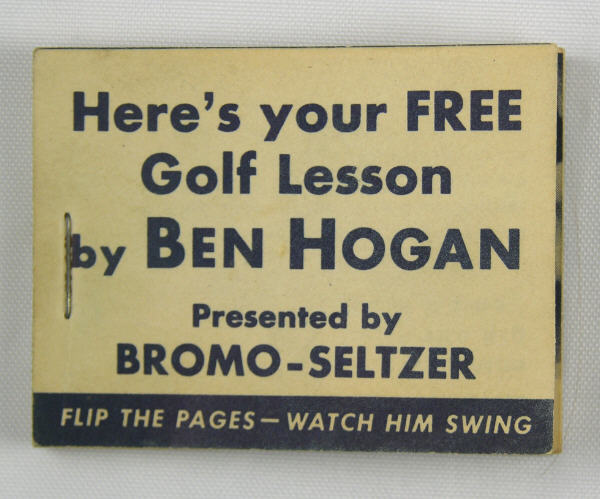 Here's your FREE
Golf Lesson
by BEN HOGAN
Presented by
BROMO-SELTZER
FLIP THE PAGES — WATCH HIM SWING